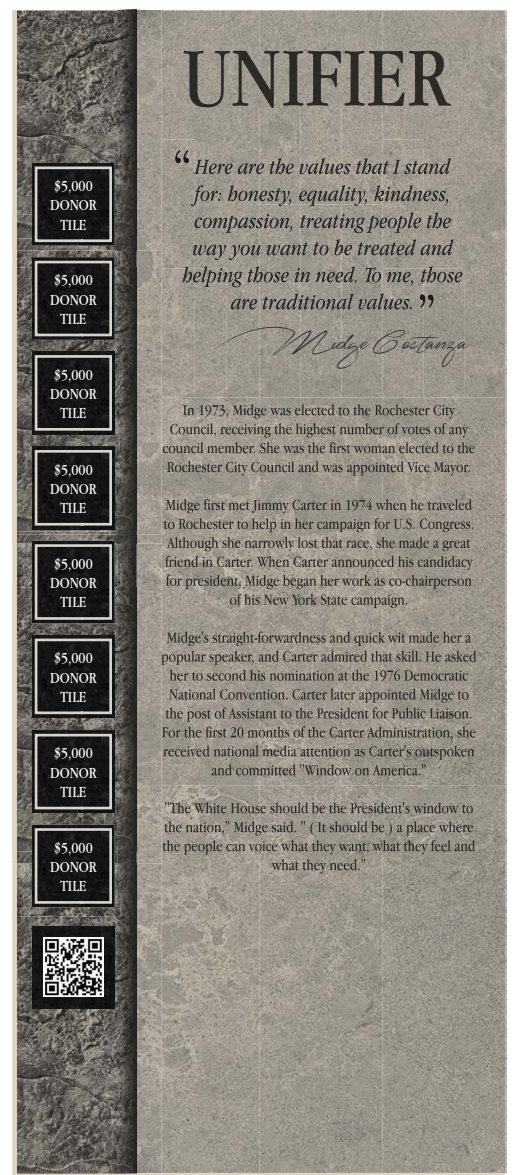 UNIFIER
“ Here are the values that I stand
for: honesty, equality, kindness,
compassion, treating people the
way you want to be treated and
helping those in need. To me, those
are traditional values. ”
Midge Costanza
In 1973, Midge was elected to the Rochester City
Council, receiving the highest number of votes of any
council member. She was the first woman elected to the
Rochester City Council and was appointed Vice Mayor.
Midge first met Jimmy Carter in 1974 when he traveled
to Rochester to help in her campaign for U.S. Congress.
Although she narrowly lost that race, she made a great
friend in Carter. When Carter announced his candidacy
for president, Midge began her work as co-chairperson
of his New York State campaign.
Midge's straight-forwardness and quick wit made her a
popular speaker, and Carter admired that skill. He asked
her to second his nomination at the 1976 Democratic
National Convention. Carter later appointed Midge to
the post of Assistant to the President for Public Liaison.
For the first 20 months of the Carter Administration, she
received national media attention as Carter's outspoken
and committed "Window on America."
"The White House should be the President's window to
the nation," Midge said. " ( It should be ) a place where
the people can voice what they want, what they feel and
what they need."
$5,000
DONOR
TILE
$5,000
DONOR
TILE
$5,000
DONOR
TILE
$5,000
DONOR
TILE
$5,000
DONOR
TILE
$5,000
DONOR
TILE
$5,000
DONOR
TILE
$5,000
DONOR
TILE